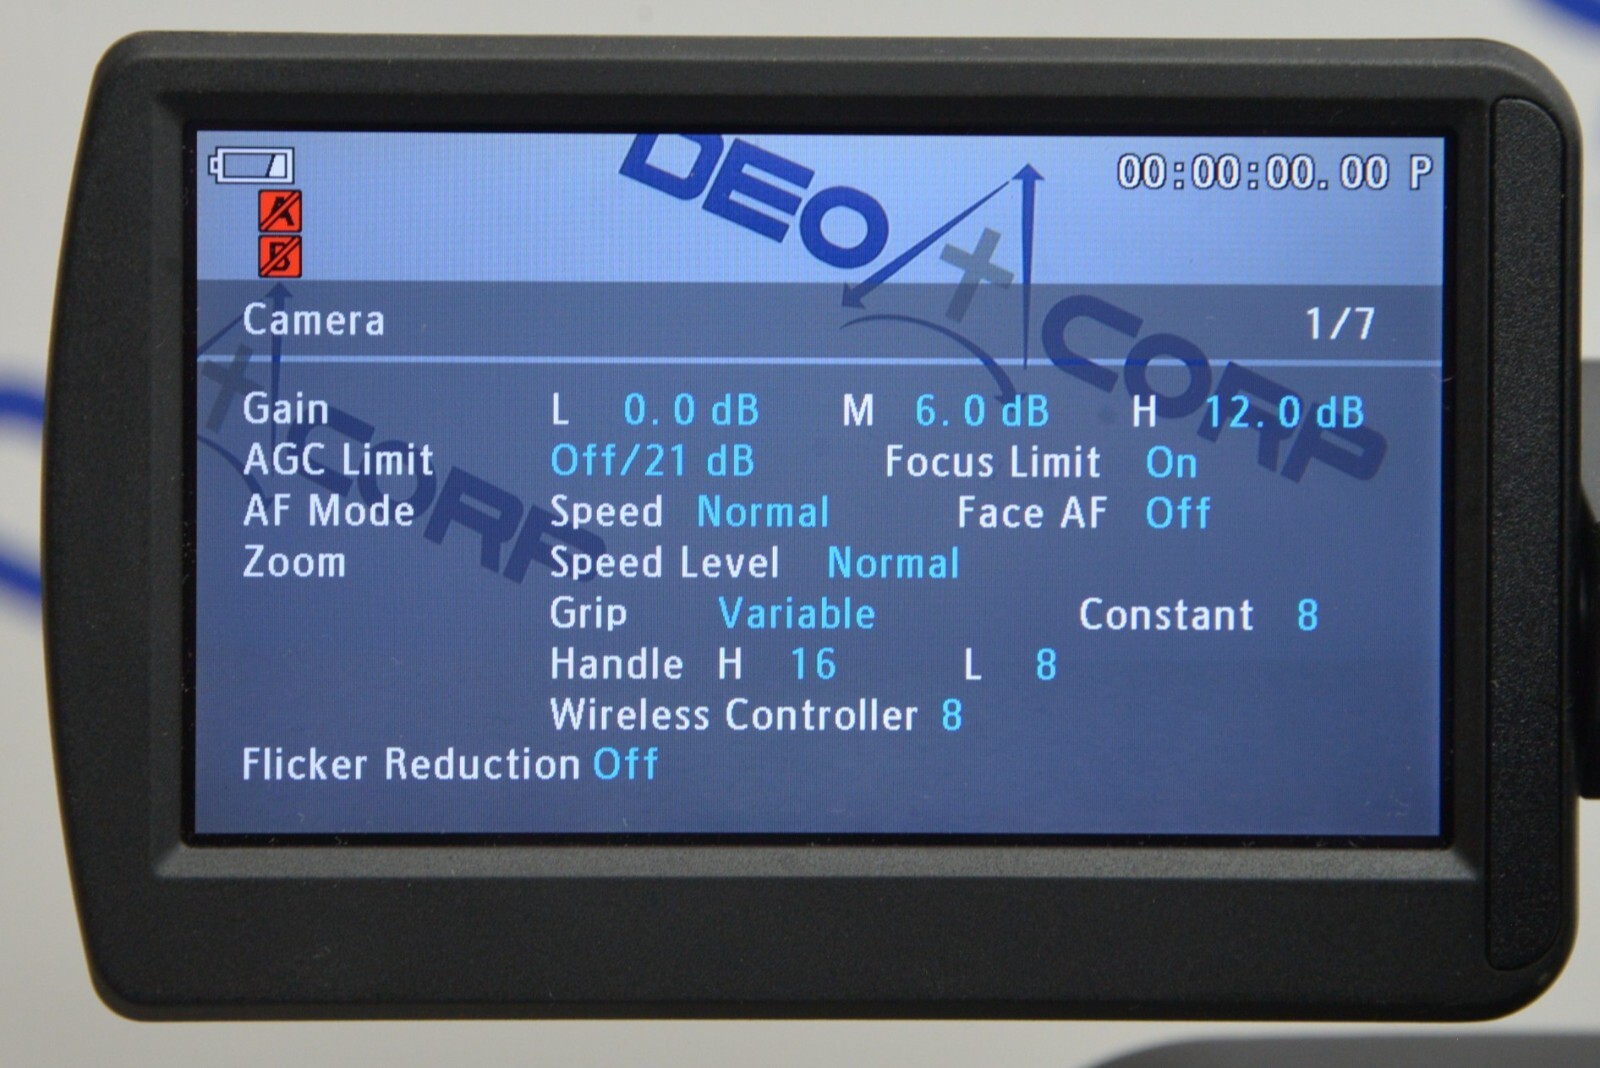 DEO
00:00:00.00 P
A
B
Camera 1/7
CORP
Gain L 0.0 dB M 6.0 dB H 12.0 dB
AGC Limit Off/21 dB Focus Limit On
CORP
AF Mode Speed Normal Face AF Off
Zoom Speed Level Normal
Grip Variable Constant 8
Handle H 16 L 8
Wireless Controller 8
Flicker Reduction Off